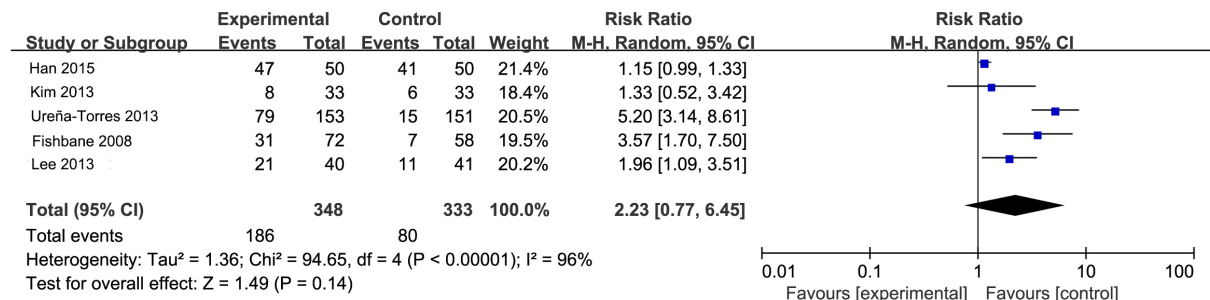 Experimental Control Risk Ratio Risk Ratio
Study or Subgroup Events Total Events Total Weight M-H, Random, 95% CI M-H, Random, 95% CI
Han 2015 47 50 41 50 21.4% 1.15 [0.99, 1.33]
Kim 2013 8 33 6 33 18.4% 1.33 [0.52, 3.42]
Ureña-Torres 2013 79 153 15 151 20.5% 5.20 [3.14, 8.61]
Fishbane 2008 31 72 7 58 19.5% 3.57 [1.70, 7.50]
Lee 2013 21 40 11 41 20.2% 1.96 [1.09, 3.51]
Total (95% CI) 348 333 100.0% 2.23 [0.77, 6.45]
Total events 186 80
Heterogeneity: Tau² = 1.36; Chi² = 94.65, df = 4 (P < 0.00001); I² = 96%
Test for overall effect: Z = 1.49 (P = 0.14)
0.01 0.1 1 10 100
Favours [experimental] Favours [control]